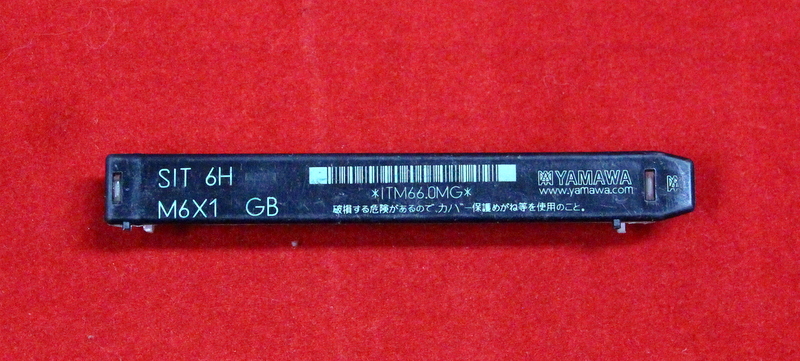 SIT 6H
M6X1 GB
*ITM66.0MG*
破損する危険があるので、カバー保護めがね等を使用のこと。
YAMAWA
www.yamawa.com